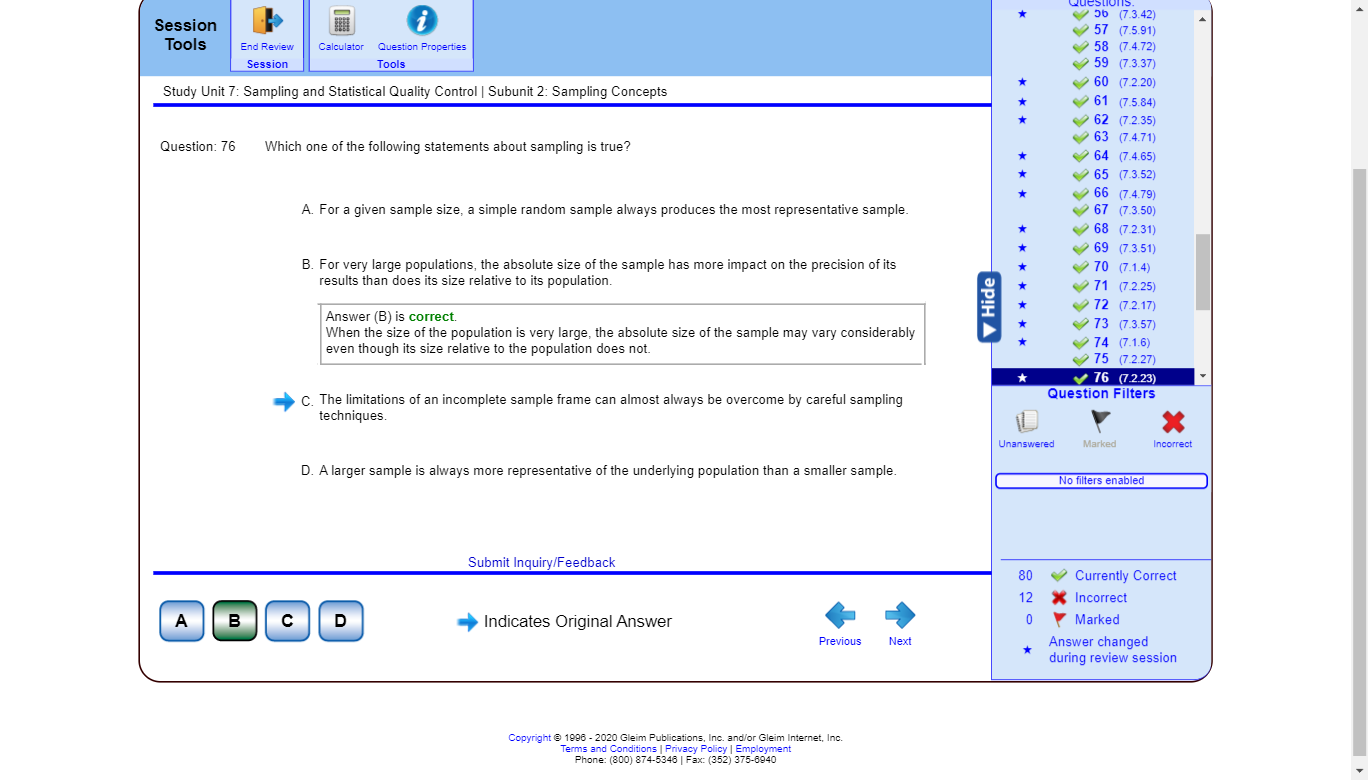 Session
Tools
End Review
Session
Calculator
Question Properties
Tools
Study Unit 7: Sampling and Statistical Quality Control | Subunit 2: Sampling Concepts
Question: 76
Which one of the following statements about sampling is true?
A. For a given sample size, a simple random sample always produces the most representative sample.
B. For very large populations, the absolute size of the sample has more impact on the precision of its
results than does its size relative to its population.
Answer (B) is correct.
When the size of the population is very large, the absolute size of the sample may vary considerably
even though its size relative to the population does not.
C. The limitations of an incomplete sample frame can almost always be overcome by careful sampling
techniques.
D. A larger sample is always more representative of the underlying population than a smaller sample.
Submit Inquiry/Feedback
A
B
C
D
Indicates Original Answer
Previous
Next
Questions:
56 (7.3.42)
57 (7.5.91)
58 (7.4.72)
59 (7.3.37)
60 (7.2.20)
61 (7.5.84)
62 (7.2.35)
63 (7.4.71)
64 (7.4.65)
65 (7.3.52)
66 (7.4.79)
67 (7.3.50)
68 (7.2.31)
69 (7.3.51)
70 (7.1.4)
71 (7.2.25)
72 (7.2.17)
73 (7.3.57)
74 (7.1.6)
75 (7.2.27)
76 (7.2.23)
Hide
Question Filters
Unanswered
Marked
Incorrect
No filters enabled
80 Currently Correct
12 Incorrect
0 Marked
Answer changed
during review session
Copyright © 1996 - 2020 Gleim Publications, Inc. and/or Gleim Internet, Inc.
Terms and Conditions | Privacy Policy | Employment
Phone: (800) 874-5346 | Fax: (352) 375-6940